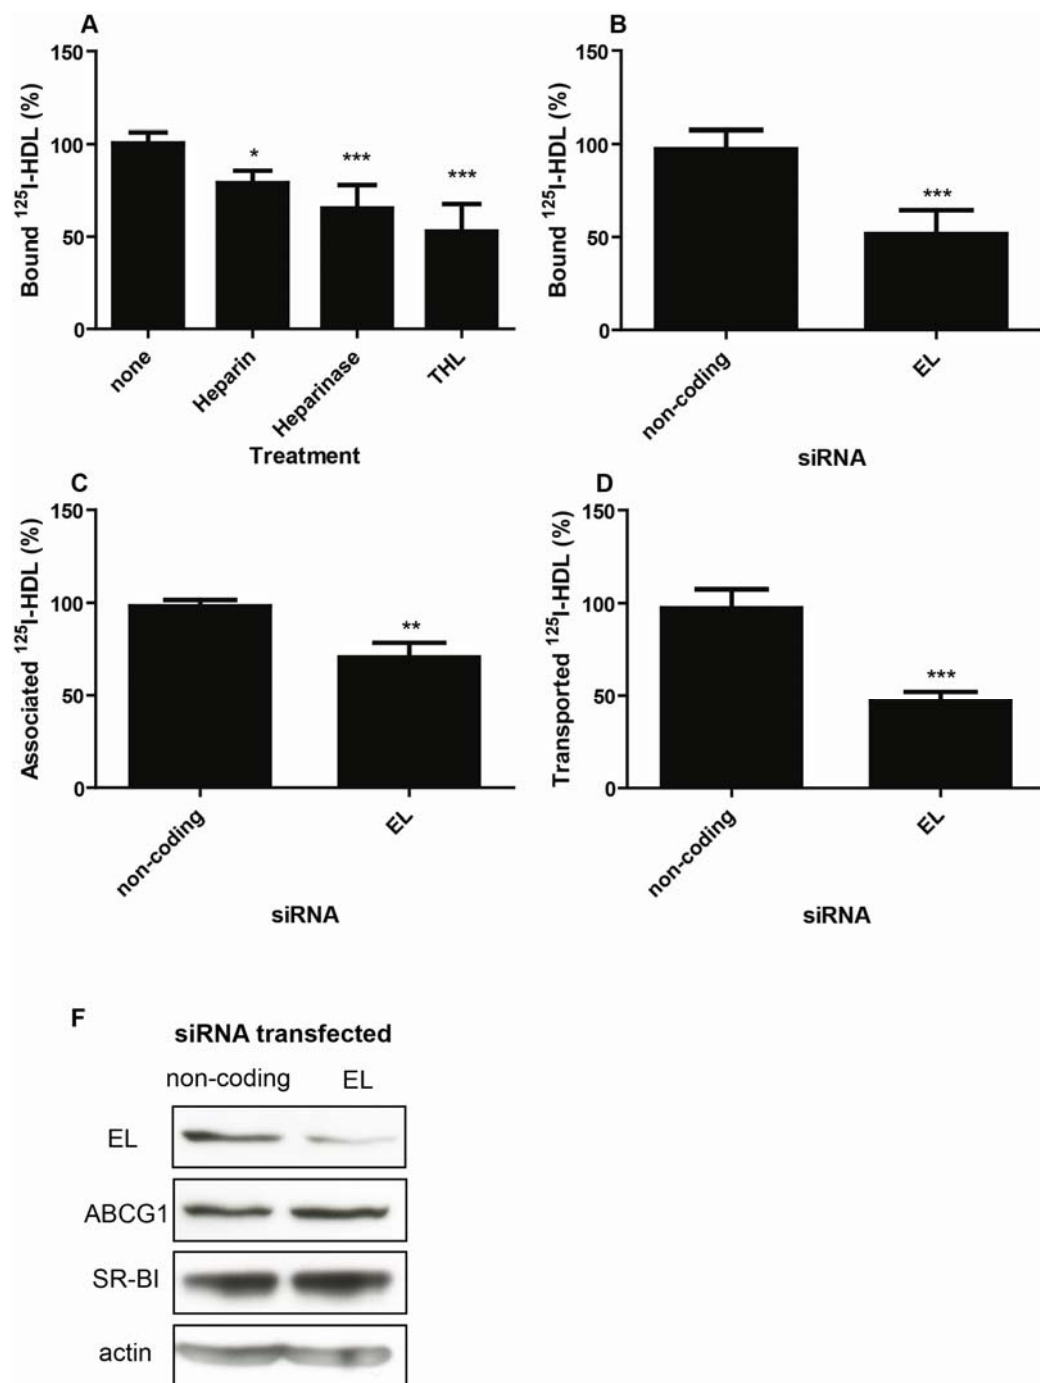 A
Bound ¹²⁵I-HDL (%)
150
100
50
0
*
***
***
none
Heparin
Heparinase
THL
Treatment
B
Bound ¹²⁵I-HDL (%)
150
100
50
0
***
non-coding
EL
siRNA
C
Associated ¹²⁵I-HDL (%)
150
100
50
0
**
non-coding
EL
siRNA
D
Transported ¹²⁵I-HDL (%)
150
100
50
0
***
non-coding
EL
siRNA
F
siRNA transfected
non-coding EL
EL
ABCG1
SR-BI
actin